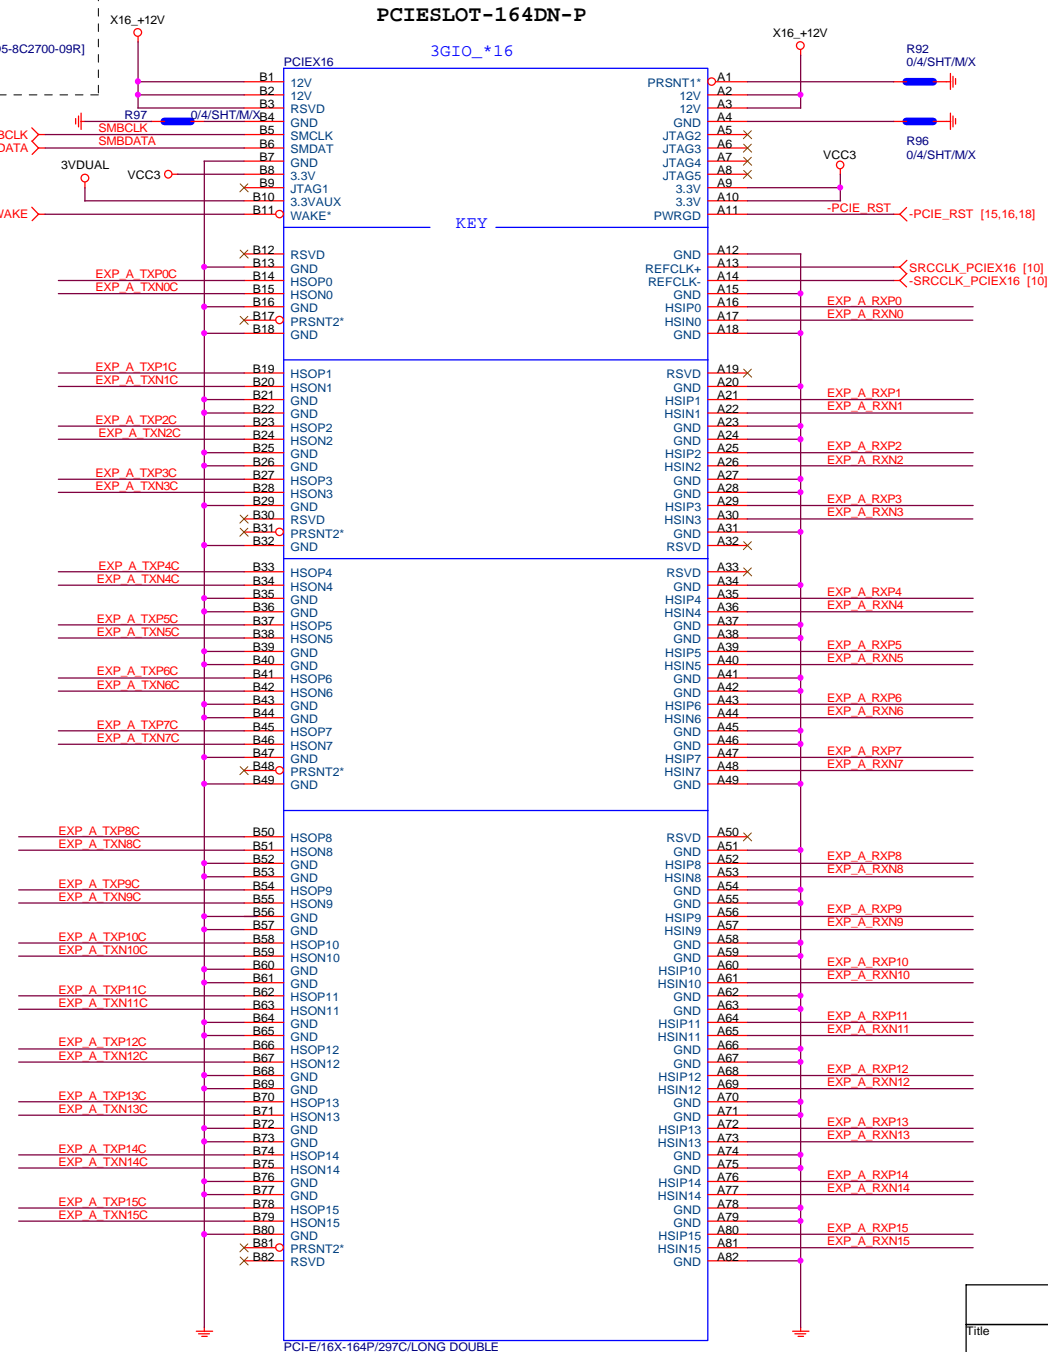 PCIESLOT-164DN-P
X16_+12V
3GIO_*16
X16_+12V
5-8C2700-09R]
PCIEX16
R92
0/4/SHT/M/X
B1 12V PRSNT1* A1
B2 12V 12V A2
B3 RSVD 12V A3
R97 0/4/SHT/M/X B4 GND GND A4
SMBCLK B5 SMCLK JTAG2 A5
R96
0/4/SHT/M/X
SMBDATA B6 SMDAT JTAG3 A6
B7 GND JTAG4 A7
3VDUAL VCC3 B8 3.3V JTAG5 A8 VCC3
B9 JTAG1 3.3V A9
B10 3.3VAUX 3.3V A10
WAKE B11 WAKE* PWRGD A11 -PCIE_RST -PCIE_RST [15,16,18]
KEY
B12 RSVD GND A12
B13 GND REFCLK+ A13 SRCCLK_PCIEX16 [10]
EXP_A_TXP0C B14 HSOP0 REFCLK- A14 -SRCCLK_PCIEX16 [10]
EXP_A_TXN0C B15 HSON0 GND A15
B16 GND HSIP0 A16 EXP_A_RXP0
B17 PRSNT2* HSIN0 A17 EXP_A_RXN0
B18 GND GND A18
EXP_A_TXP1C B19 HSOP1 RSVD A19
EXP_A_TXN1C B20 HSON1 GND A20
B21 GND HSIP1 A21 EXP_A_RXP1
B22 GND HSIN1 A22 EXP_A_RXN1
EXP_A_TXP2C B23 HSOP2 GND A23
EXP_A_TXN2C B24 HSON2 GND A24
B25 GND HSIP2 A25 EXP_A_RXP2
B26 GND HSIN2 A26 EXP_A_RXN2
EXP_A_TXP3C B27 HSOP3 GND A27
EXP_A_TXN3C B28 HSON3 GND A28
B29 GND HSIP3 A29 EXP_A_RXP3
B30 RSVD HSIN3 A30 EXP_A_RXN3
B31 PRSNT2* GND A31
B32 GND RSVD A32
EXP_A_TXP4C B33 HSOP4 RSVD A33
EXP_A_TXN4C B34 HSON4 GND A34
B35 GND HSIP4 A35 EXP_A_RXP4
B36 GND HSIN4 A36 EXP_A_RXN4
EXP_A_TXP5C B37 HSOP5 GND A37
EXP_A_TXN5C B38 HSON5 GND A38
B39 GND HSIP5 A39 EXP_A_RXP5
B40 GND HSIN5 A40 EXP_A_RXN5
EXP_A_TXP6C B41 HSOP6 GND A41
EXP_A_TXN6C B42 HSON6 GND A42
B43 GND HSIP6 A43 EXP_A_RXP6
B44 GND HSIN6 A44 EXP_A_RXN6
EXP_A_TXP7C B45 HSOP7 GND A45
EXP_A_TXN7C B46 HSON7 GND A46
B47 GND HSIP7 A47 EXP_A_RXP7
B48 PRSNT2* HSIN7 A48 EXP_A_RXN7
B49 GND GND A49
EXP_A_TXP8C B50 HSOP8 RSVD A50
EXP_A_TXN8C B51 HSON8 GND A51
B52 GND HSIP8 A52 EXP_A_RXP8
B53 GND HSIN8 A53 EXP_A_RXN8
EXP_A_TXP9C B54 HSOP9 GND A54
EXP_A_TXN9C B55 HSON9 GND A55
B56 GND HSIP9 A56 EXP_A_RXP9
B57 GND HSIN9 A57 EXP_A_RXN9
EXP_A_TXP10C B58 HSOP10 GND A58
EXP_A_TXN10C B59 HSON10 GND A59
B60 GND HSIP10 A60 EXP_A_RXP10
B61 GND HSIN10 A61 EXP_A_RXN10
EXP_A_TXP11C B62 HSOP11 GND A62
EXP_A_TXN11C B63 HSON11 GND A63
B64 GND HSIP11 A64 EXP_A_RXP11
B65 GND HSIN11 A65 EXP_A_RXN11
EXP_A_TXP12C B66 HSOP12 GND A66
EXP_A_TXN12C B67 HSON12 GND A67
B68 GND HSIP12 A68 EXP_A_RXP12
B69 GND HSIN12 A69 EXP_A_RXN12
EXP_A_TXP13C B70 HSOP13 GND A70
EXP_A_TXN13C B71 HSON13 GND A71
B72 GND HSIP13 A72 EXP_A_RXP13
B73 GND HSIN13 A73 EXP_A_RXN13
EXP_A_TXP14C B74 HSOP14 GND A74
EXP_A_TXN14C B75 HSON14 GND A75
B76 GND HSIP14 A76 EXP_A_RXP14
B77 GND HSIN14 A77 EXP_A_RXN14
EXP_A_TXP15C B78 HSOP15 GND A78
EXP_A_TXN15C B79 HSON15 GND A79
B80 GND HSIP15 A80 EXP_A_RXP15
B81 PRSNT2* HSIN15 A81 EXP_A_RXN15
B82 RSVD GND A82
PCI-E/16X-164P/297C/LONG DOUBLE
Title